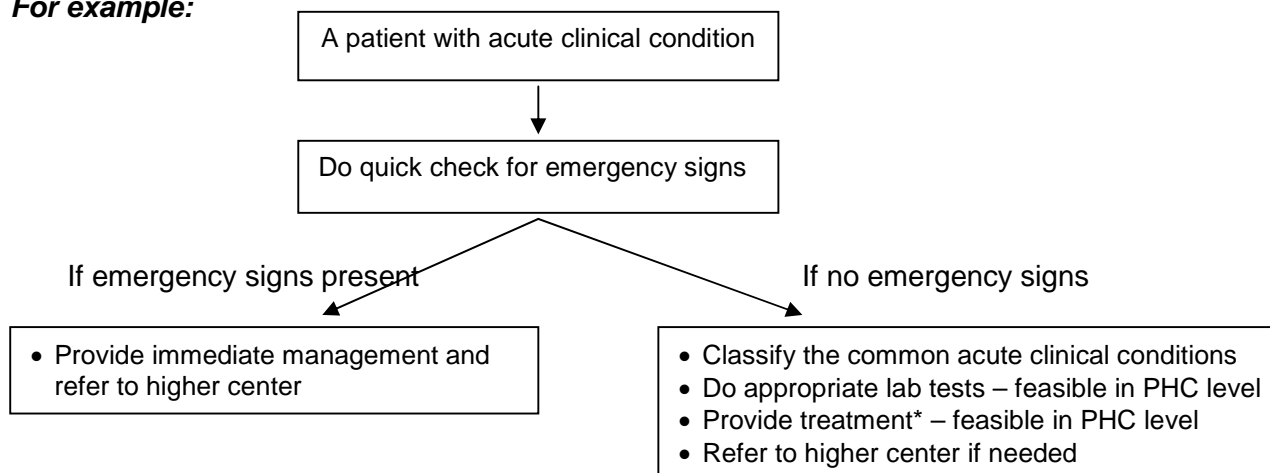 For example:
A patient with acute clinical condition
Do quick check for emergency signs
If emergency signs present
If no emergency signs
• Provide immediate management and
refer to higher center
• Classify the common acute clinical conditions
• Do appropriate lab tests – feasible in PHC level
• Provide treatment* – feasible in PHC level
• Refer to higher center if needed